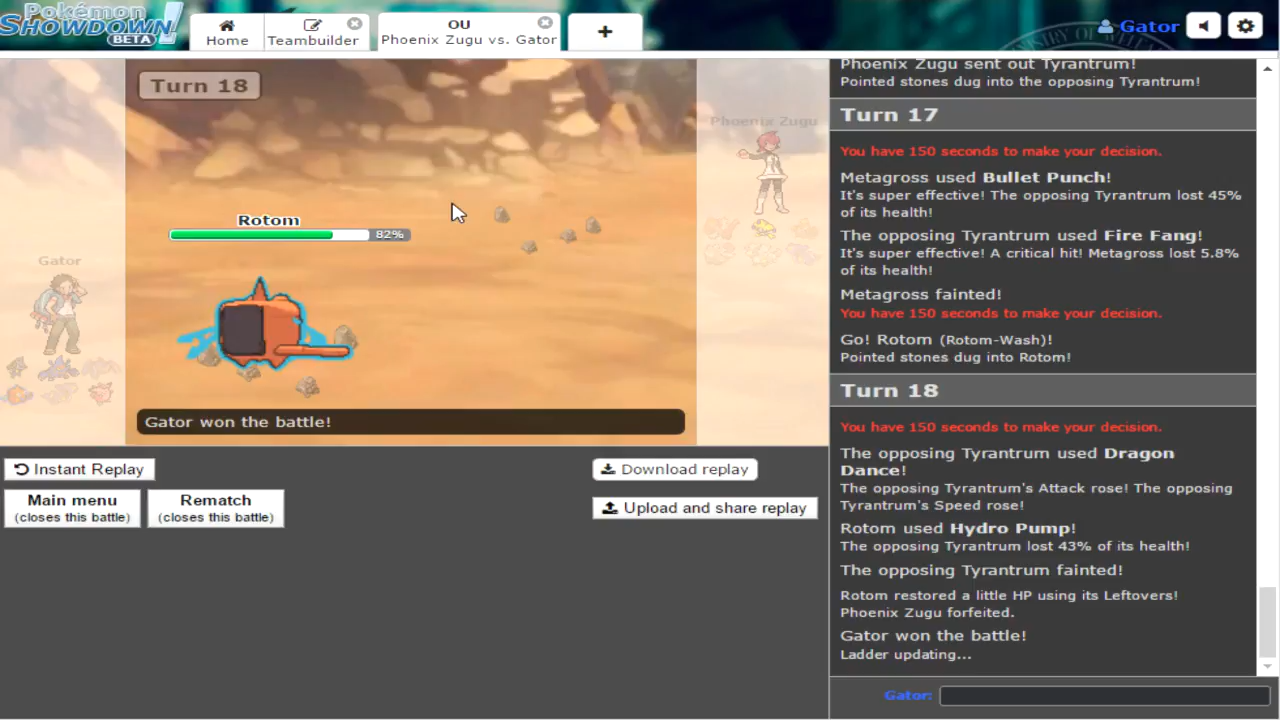 Pokémon
SHOWDOWN!
BETA
Home
Teambuilder
OU
Phoenix Zugu vs. Gator
+
Gator
Turn 18
Phoenix Zugu
Rotom
82%
Gator
Gator won the battle!
Instant Replay
Download replay
Main menu
(closes this battle)
Rematch
(closes this battle)
Upload and share replay
Phoenix Zugu sent out Tyrantrum!
Pointed stones dug into the opposing Tyrantrum!
Turn 17
You have 150 seconds to make your decision.
Metagross used Bullet Punch!
It's super effective! The opposing Tyrantrum lost 45%
of its health!
The opposing Tyrantrum used Fire Fang!
It's super effective! A critical hit! Metagross lost 5.8%
of its health!
Metagross fainted!
You have 150 seconds to make your decision.
Go! Rotom (Rotom-Wash)!
Pointed stones dug into Rotom!
Turn 18
You have 150 seconds to make your decision.
The opposing Tyrantrum used Dragon
Dance!
The opposing Tyrantrum's Attack rose! The opposing
Tyrantrum's Speed rose!
Rotom used Hydro Pump!
The opposing Tyrantrum lost 43% of its health!
The opposing Tyrantrum fainted!
Rotom restored a little HP using its Leftovers!
Phoenix Zugu forfeited.
Gator won the battle!
Ladder updating...
Gator: